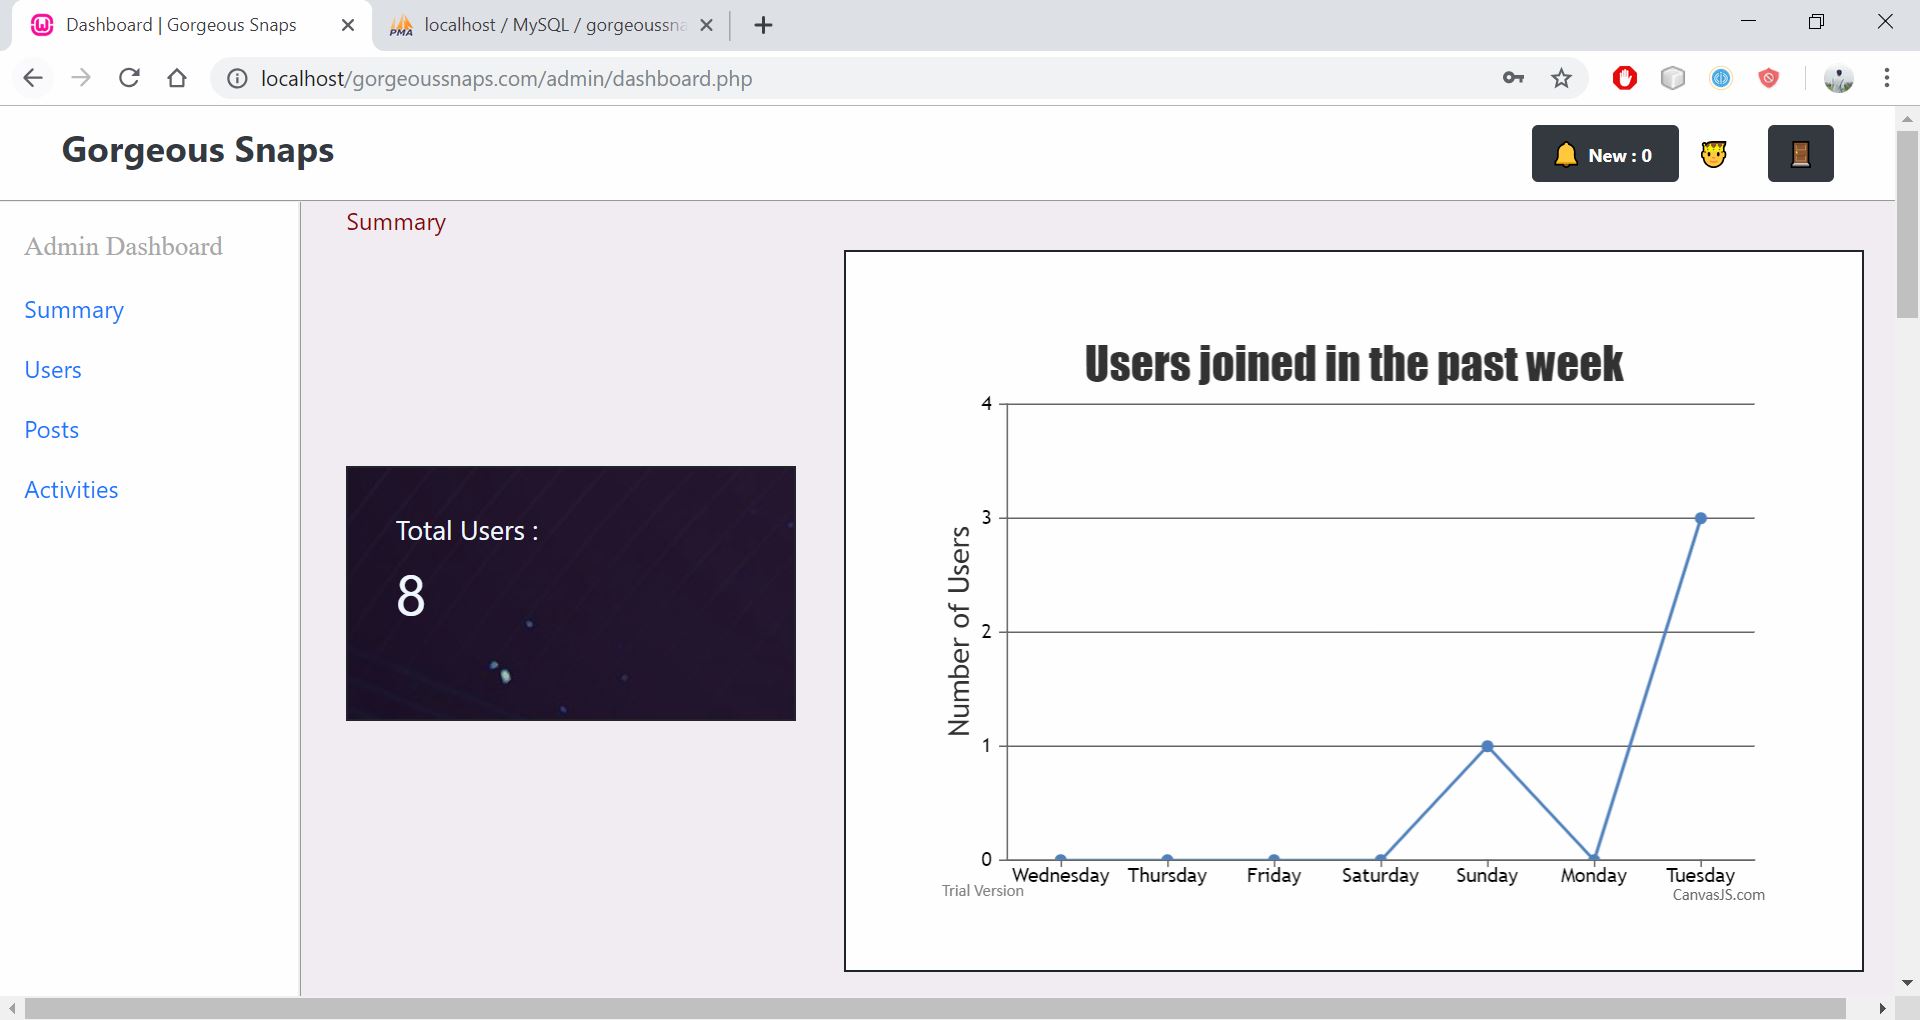 Dashboard | Gorgeous Snaps
PMA
localhost / MySQL / gorgeoussna
localhost/gorgeoussnaps.com/admin/dashboard.php
Gorgeous Snaps
New : 0
Admin Dashboard
Summary
Users
Posts
Activities
Summary
Total Users :
8
Users joined in the past week
Number of Users
4
3
2
1
0
Wednesday Thursday Friday Saturday Sunday Monday Tuesday
Trial Version
CanvasJS.com